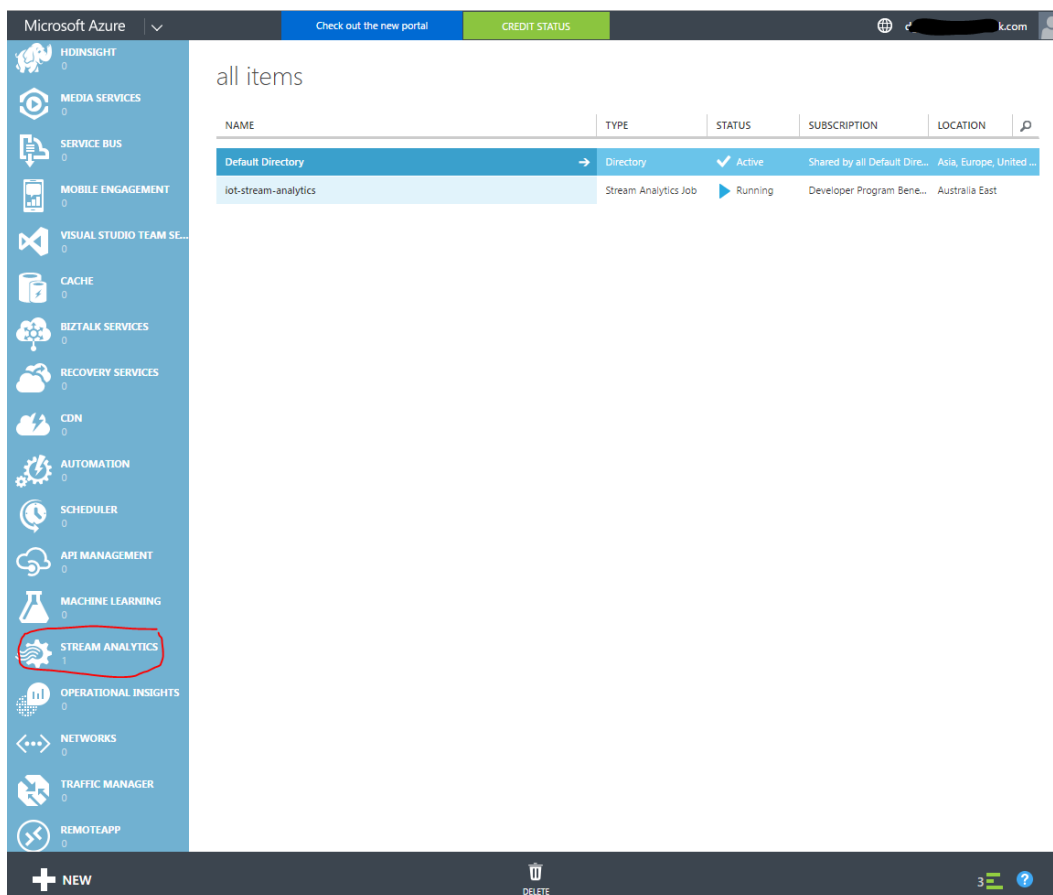 Microsoft Azure
Check out the new portal
CREDIT STATUS
k.com
HDINSIGHT
0
MEDIA SERVICES
0
SERVICE BUS
0
MOBILE ENGAGEMENT
0
VISUAL STUDIO TEAM SE...
0
CACHE
0
BIZTALK SERVICES
0
RECOVERY SERVICES
0
CDN
0
AUTOMATION
0
SCHEDULER
0
API MANAGEMENT
0
MACHINE LEARNING
0
STREAM ANALYTICS
1
OPERATIONAL INSIGHTS
0
NETWORKS
0
TRAFFIC MANAGER
0
REMOTEAPP
0
all items
NAME TYPE STATUS SUBSCRIPTION LOCATION
Default Directory Directory Active Shared by all Default Dire... Asia, Europe, United ...
iot-stream-analytics Stream Analytics Job Running Developer Program Bene... Australia East
NEW
DELETE
3
?